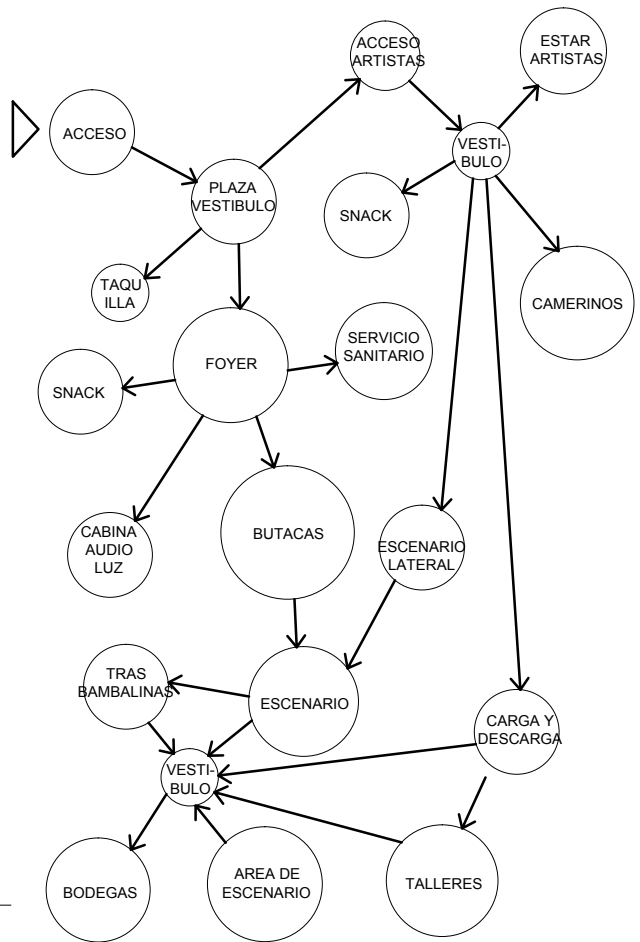 ACCESO
ARTISTAS
ESTAR
ARTISTAS
ACCESO
VESTI-
BULO
PLAZA
VESTIBULO
SNACK
TAQU
ILLA
CAMERINOS
SERVICIO
SANITARIO
FOYER
SNACK
CABINA
AUDIO
LUZ
BUTACAS
ESCENARIO
LATERAL
TRAS
BAMBALINAS
ESCENARIO
CARGA Y
DESCARGA
VESTI-
BULO
BODEGAS
AREA DE
ESCENARIO
TALLERES